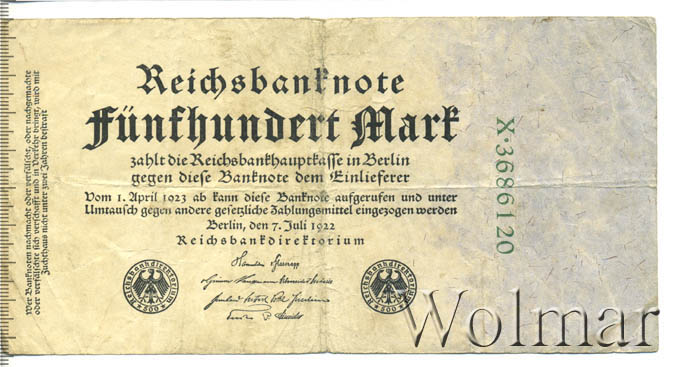 Reichsbanknote
Fünfhundert Mark
zahlt die Reichsbankhauptkasse in Berlin
gegen diese Banknote dem Einlieferer
Vom 1. April 1923 ab kann diese Banknote aufgerufen und unter
Umtausch gegen andere gesetzliche Zahlungsmittel eingezogen werden
Berlin, den 7. Juli 1922
Reichsbankdirektorium
Wer Banknoten nachmacht oder verfälscht, oder nachgemachte
oder verfälschte sich verschafft und in Verkehr bringt, wird mit
Zuchthaus nicht unter zwei Jahren bestraft
X·3686120
Reichsbankdirektorium
Reichsbankdirektorium
Wolmar